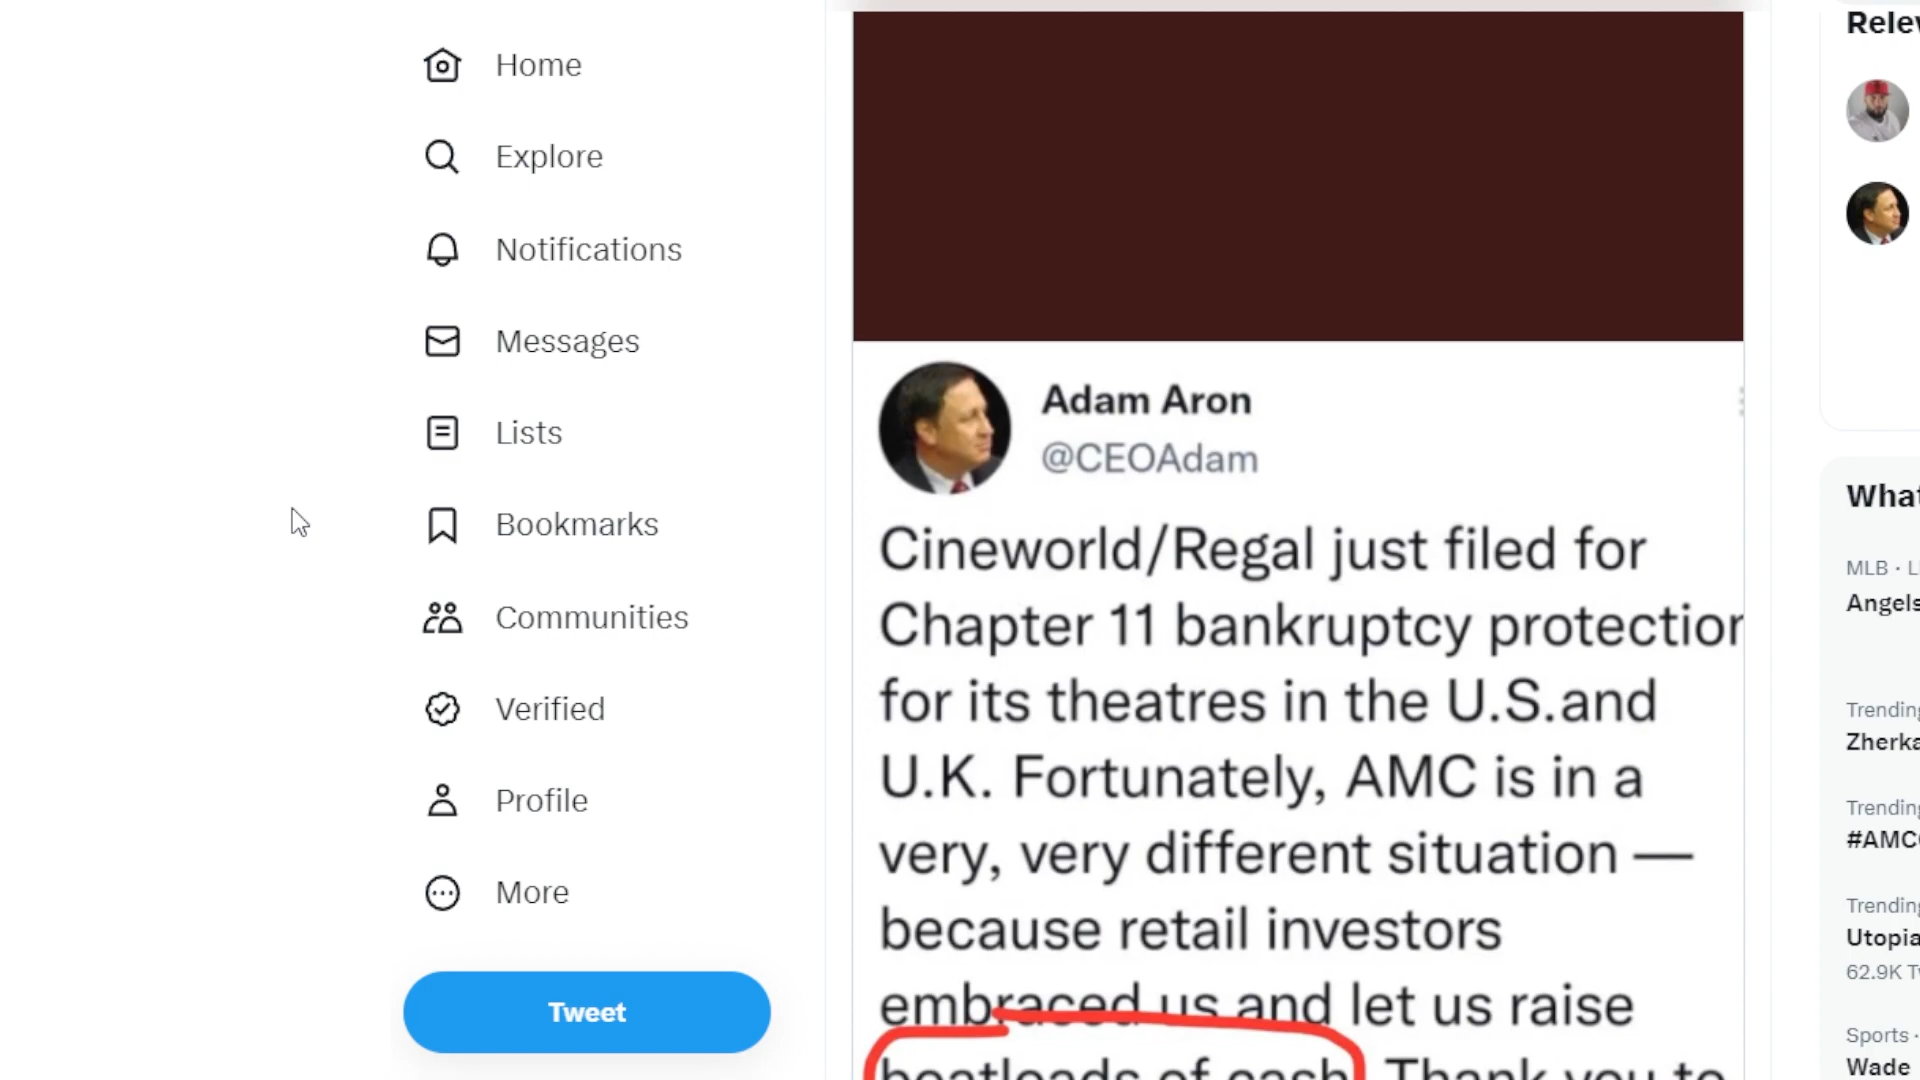 Home
Explore
Notifications
Messages
Lists
Bookmarks
Communities
Verified
Profile
More
Tweet
Adam Aron
@CEOAdam
Cineworld/Regal just filed for
Chapter 11 bankruptcy protection
for its theatres in the U.S.and
U.K. Fortunately, AMC is in a
very, very different situation —
because retail investors
embraced us and let us raise
boatloads of cash. Thank you to
What
MLB ·
Angels
Trending
Trending
#AMC
Trending
Utopia
62.9K
Sports ·
Wade